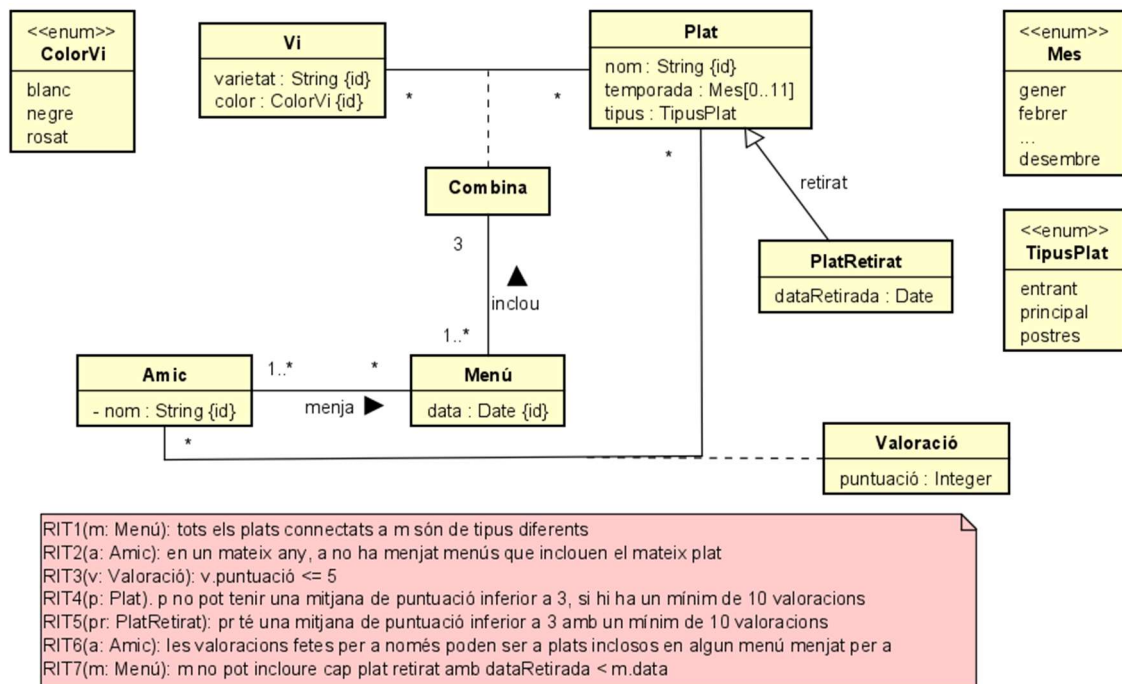 <<enum>>
ColorVi
blanc
negre
rosat
Vi
varietat : String {id}
color : ColorVi {id}
Plat
nom : String {id}
temporada : Mes[0..11]
tipus : TipusPlat
<<enum>>
Mes
gener
febrer
...
desembre
*
*
*
Combina
retirat
3
inclou
1..*
PlatRetirat
dataRetirada : Date
<<enum>>
TipusPlat
entrant
principal
postres
Amic
- nom : String {id}
1..*
*
menja
Menú
data : Date {id}
*
Valoració
puntuació : Integer
RIT1(m: Menú): tots els plats connectats a m són de tipus diferents
RIT2(a: Amic): en un mateix any, a no ha menjat menús que inclouen el mateix plat
RIT3(v: Valoració): v.puntuació <= 5
RIT4(p: Plat). p no pot tenir una mitjana de puntuació inferior a 3, si hi ha un mínim de 10 valoracions
RIT5(pr: PlatRetirat): pr té una mitjana de puntuació inferior a 3 amb un mínim de 10 valoracions
RIT6(a: Amic): les valoracions fetes per a només poden ser a plats inclosos en algun menú menjat per a
RIT7(m: Menú): m no pot incloure cap plat retirat amb dataRetirada < m.data